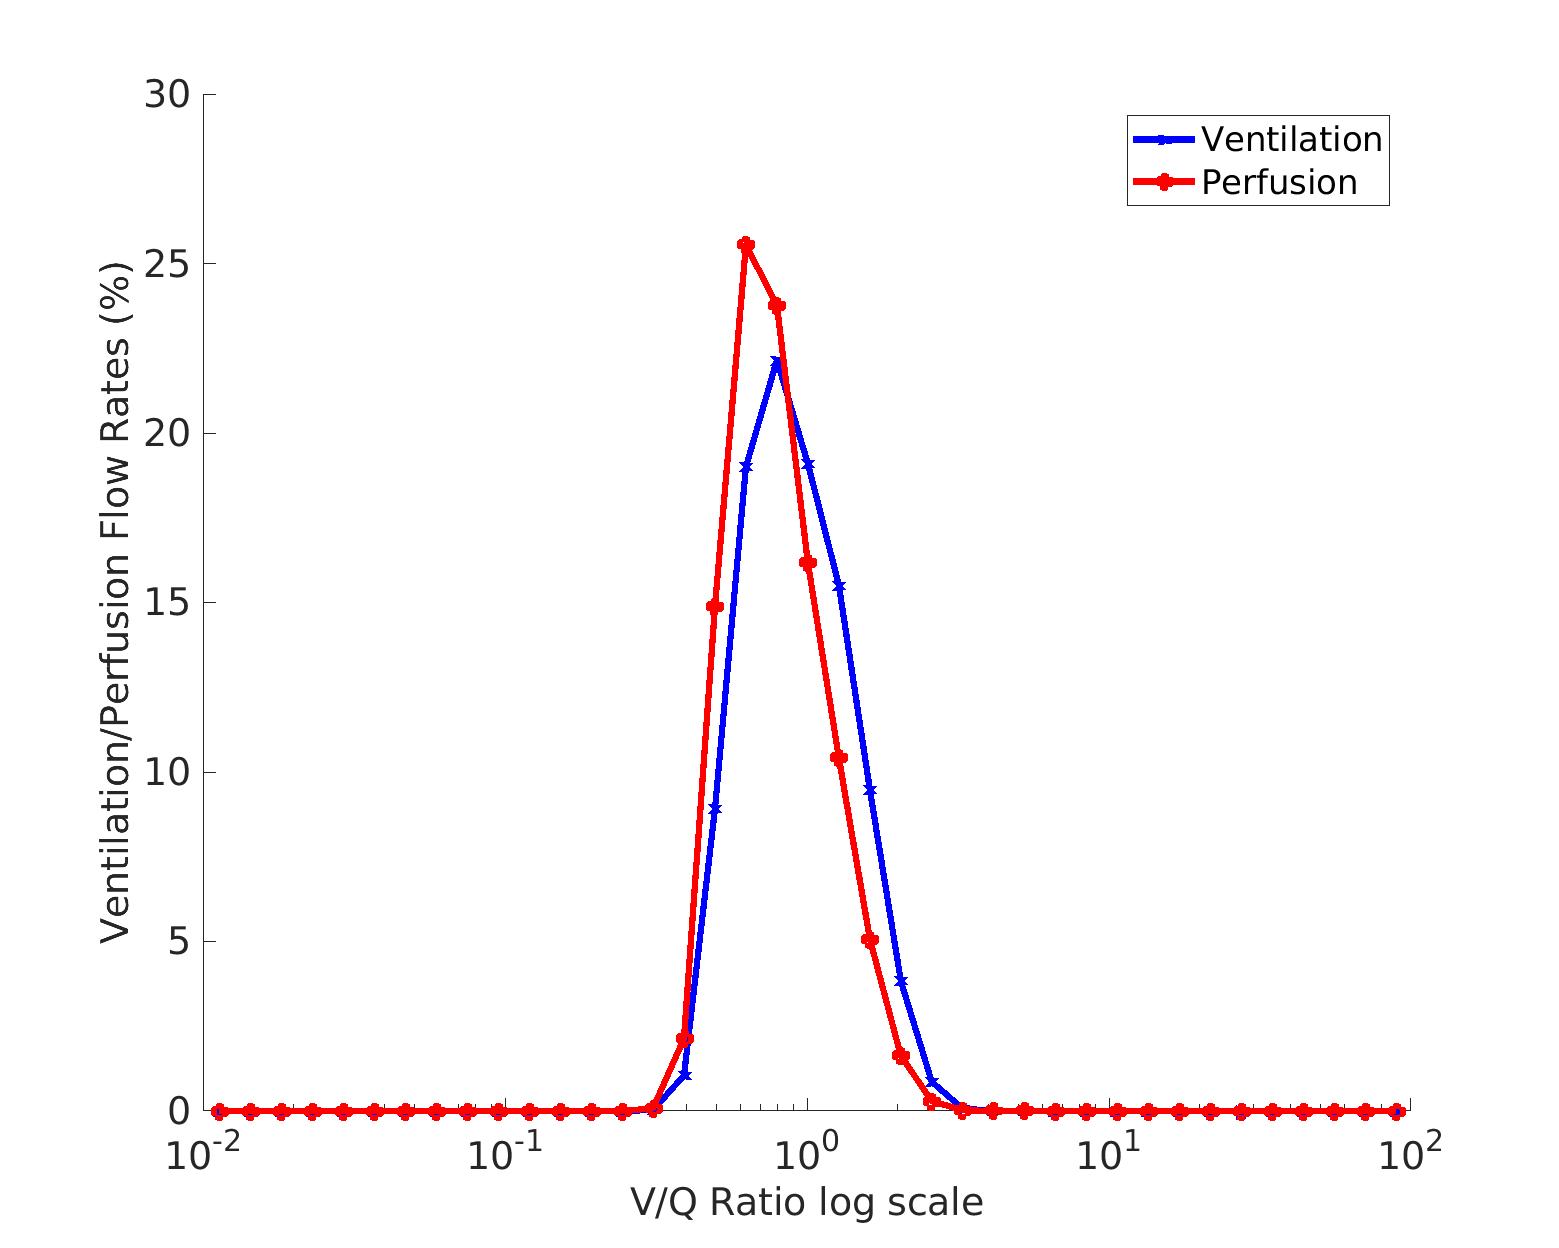 30
25
20
15
10
5
0
Ventilation/Perfusion Flow Rates (%)
Ventilation
Perfusion
10-2 10-1 100 101 102
V/Q Ratio log scale